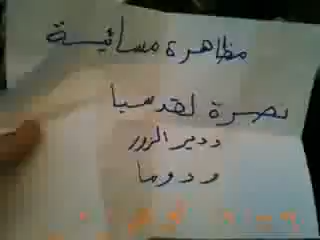 مظاهرة مسائية
نصرة لقدسيا
ودير الزور
ودوما